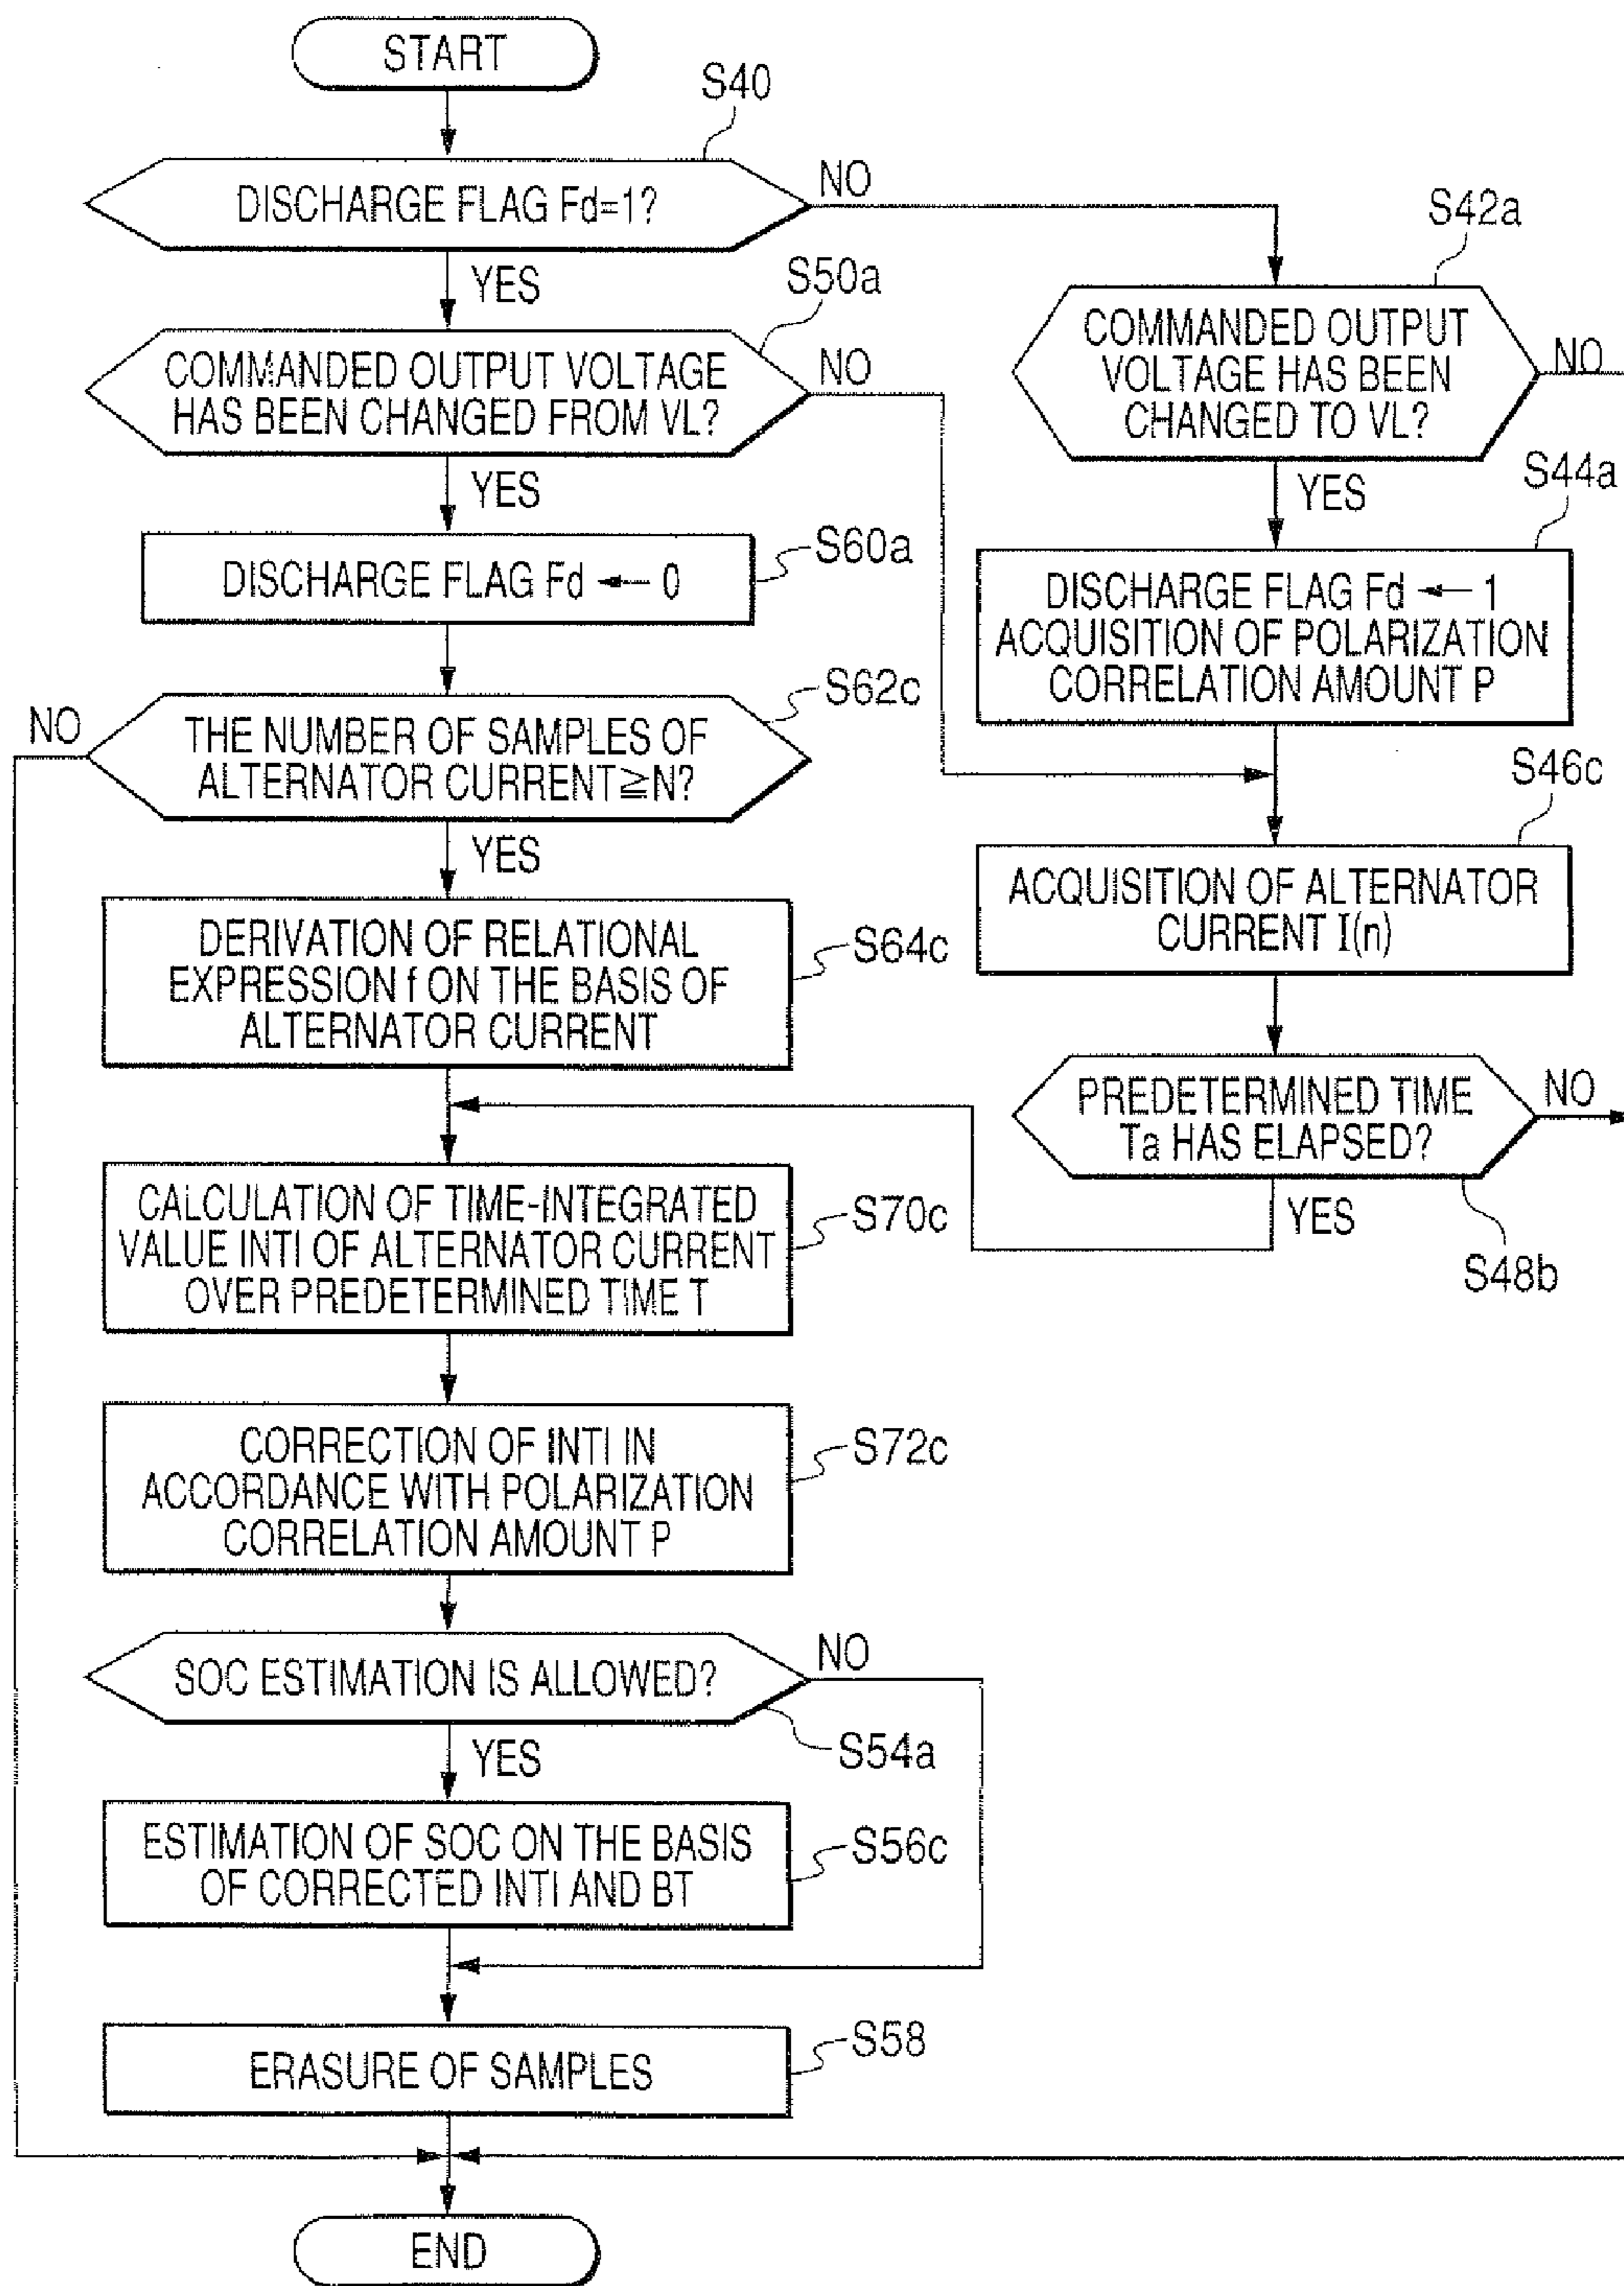 START
S40
DISCHARGE FLAG Fd=1?
NO
YES
S42a
COMMANDED OUTPUT
VOLTAGE HAS BEEN
CHANGED TO VL?
NO
YES
S50a
COMMANDED OUTPUT VOLTAGE
HAS BEEN CHANGED FROM VL?
NO
YES
S44a
DISCHARGE FLAG Fd ← 1
ACQUISITION OF POLARIZATION
CORRELATION AMOUNT P
S60a
DISCHARGE FLAG Fd ← 0
S62c
NO
THE NUMBER OF SAMPLES OF
ALTERNATOR CURRENT≧N?
YES
S46c
ACQUISITION OF ALTERNATOR
CURRENT I(n)
S64c
DERIVATION OF RELATIONAL
EXPRESSION f ON THE BASIS OF
ALTERNATOR CURRENT
PREDETERMINED TIME
Ta HAS ELAPSED?
NO
YES
S48b
S70c
CALCULATION OF TIME-INTEGRATED
VALUE INTI OF ALTERNATOR CURRENT
OVER PREDETERMINED TIME T
S72c
CORRECTION OF INTI IN
ACCORDANCE WITH POLARIZATION
CORRELATION AMOUNT P
SOC ESTIMATION IS ALLOWED?
NO
S54a
YES
ESTIMATION OF SOC ON THE BASIS
OF CORRECTED INTI AND BT
S56c
ERASURE OF SAMPLES
S58
END